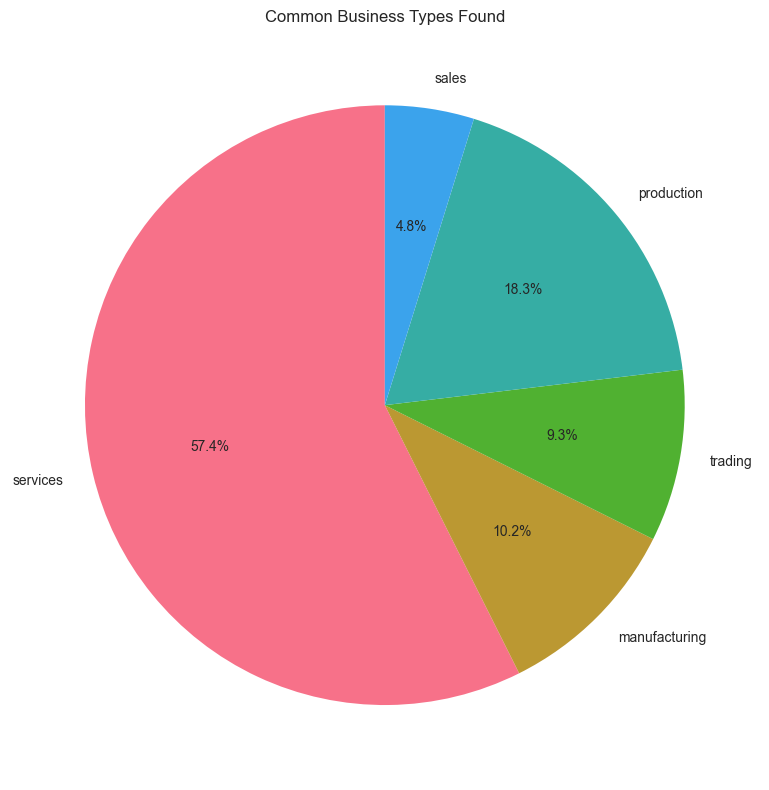 Common Business Types Found
sales
production
4.8%
18.3%
9.3%
57.4%
trading
services
10.2%
manufacturing